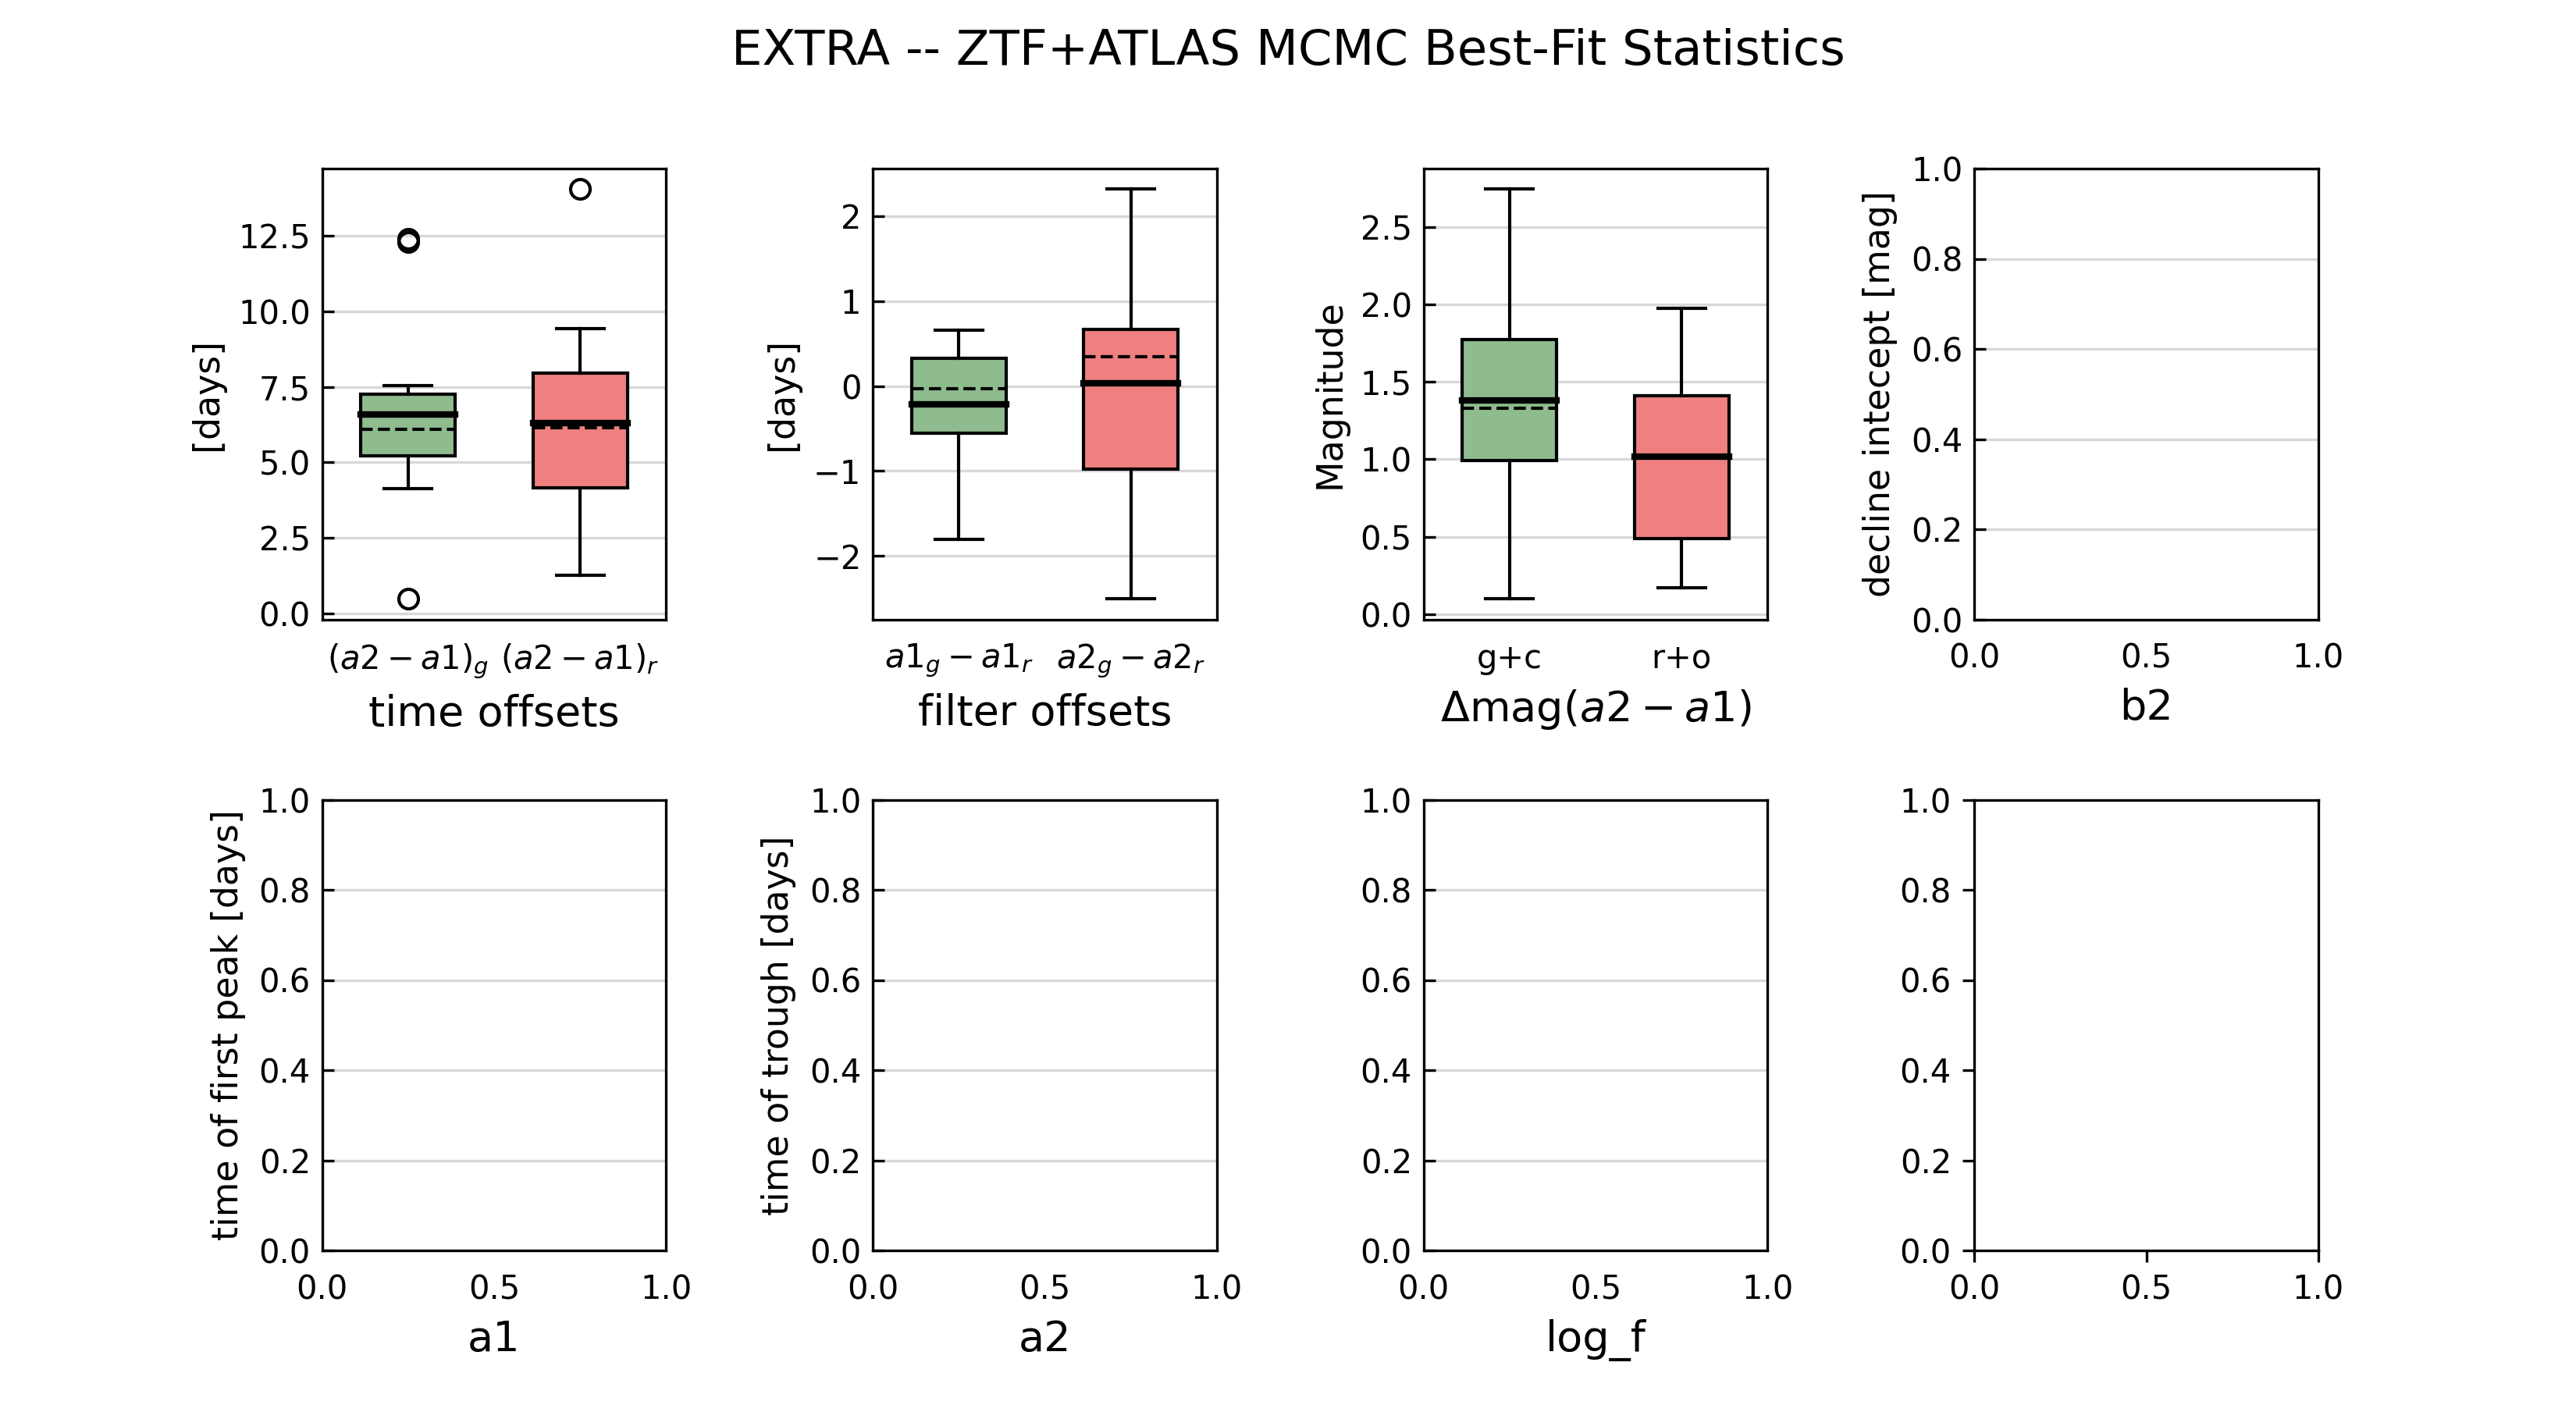 EXTRA -- ZTF+ATLAS MCMC Best-Fit Statistics
[days]
12.5
10.0
7.5
5.0
2.5
0.0
(a2 − a1)g (a2 − a1)r
time offsets
[days]
2
1
0
−1
−2
a1g − a1r a2g − a2r
filter offsets
Magnitude
2.5
2.0
1.5
1.0
0.5
0.0
g+c r+o
Δmag(a2 − a1)
decline intecept [mag]
1.0
0.8
0.6
0.4
0.2
0.0
0.0 0.5 1.0
b2
time of first peak [days]
1.0
0.8
0.6
0.4
0.2
0.0
0.0 0.5 1.0
a1
time of trough [days]
1.0
0.8
0.6
0.4
0.2
0.0
0.0 0.5 1.0
a2
1.0
0.8
0.6
0.4
0.2
0.0
0.0 0.5 1.0
log_f
1.0
0.8
0.6
0.4
0.2
0.0
0.0 0.5 1.0